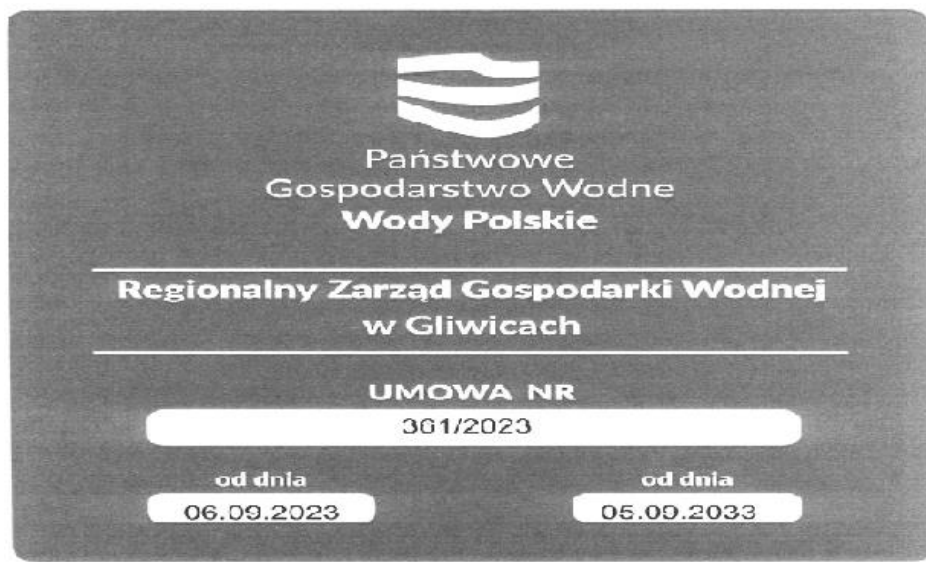 Państwowe
Gospodarstwo Wodne
Wody Polskie
Regionalny Zarząd Gospodarki Wodnej
w Gliwicach
UMOWA NR
361/2023
od dnia
od dnia
06.09.2023
05.09.2033